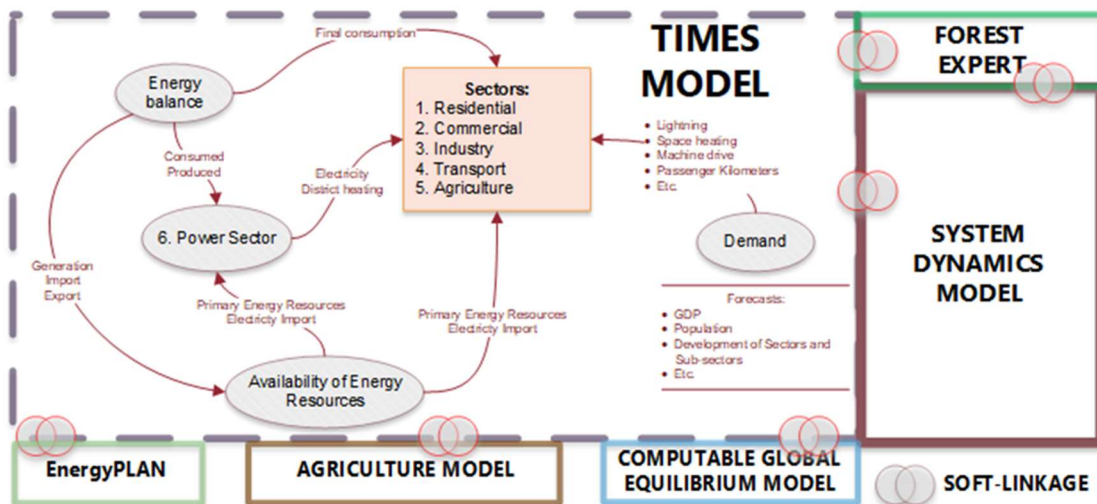 Final consumption
TIMES
MODEL
FOREST
EXPERT
Energy
balance
Sectors:
1. Residential
2. Commercial
3. Industry
4. Transport
5. Agriculture
• Lightning
• Space heating
• Machine drive
• Passenger Kilometers
• Etc.
Consumed
Produced
Electricity
District heating
6. Power Sector
Demand
SYSTEM
DYNAMICS
MODEL
Generation
Import
Export
Primary Energy Resources
Electricty Import
Primary Energy Resources
Electricty Import
Forecasts:
• GDP
• Population
• Development of Sectors and
Sub-sectors
• Etc.
Availability of Energy
Resources
EnergyPLAN
AGRICULTURE MODEL
COMPUTABLE GLOBAL
EQUILIBRIUM MODEL
SOFT-LINKAGE